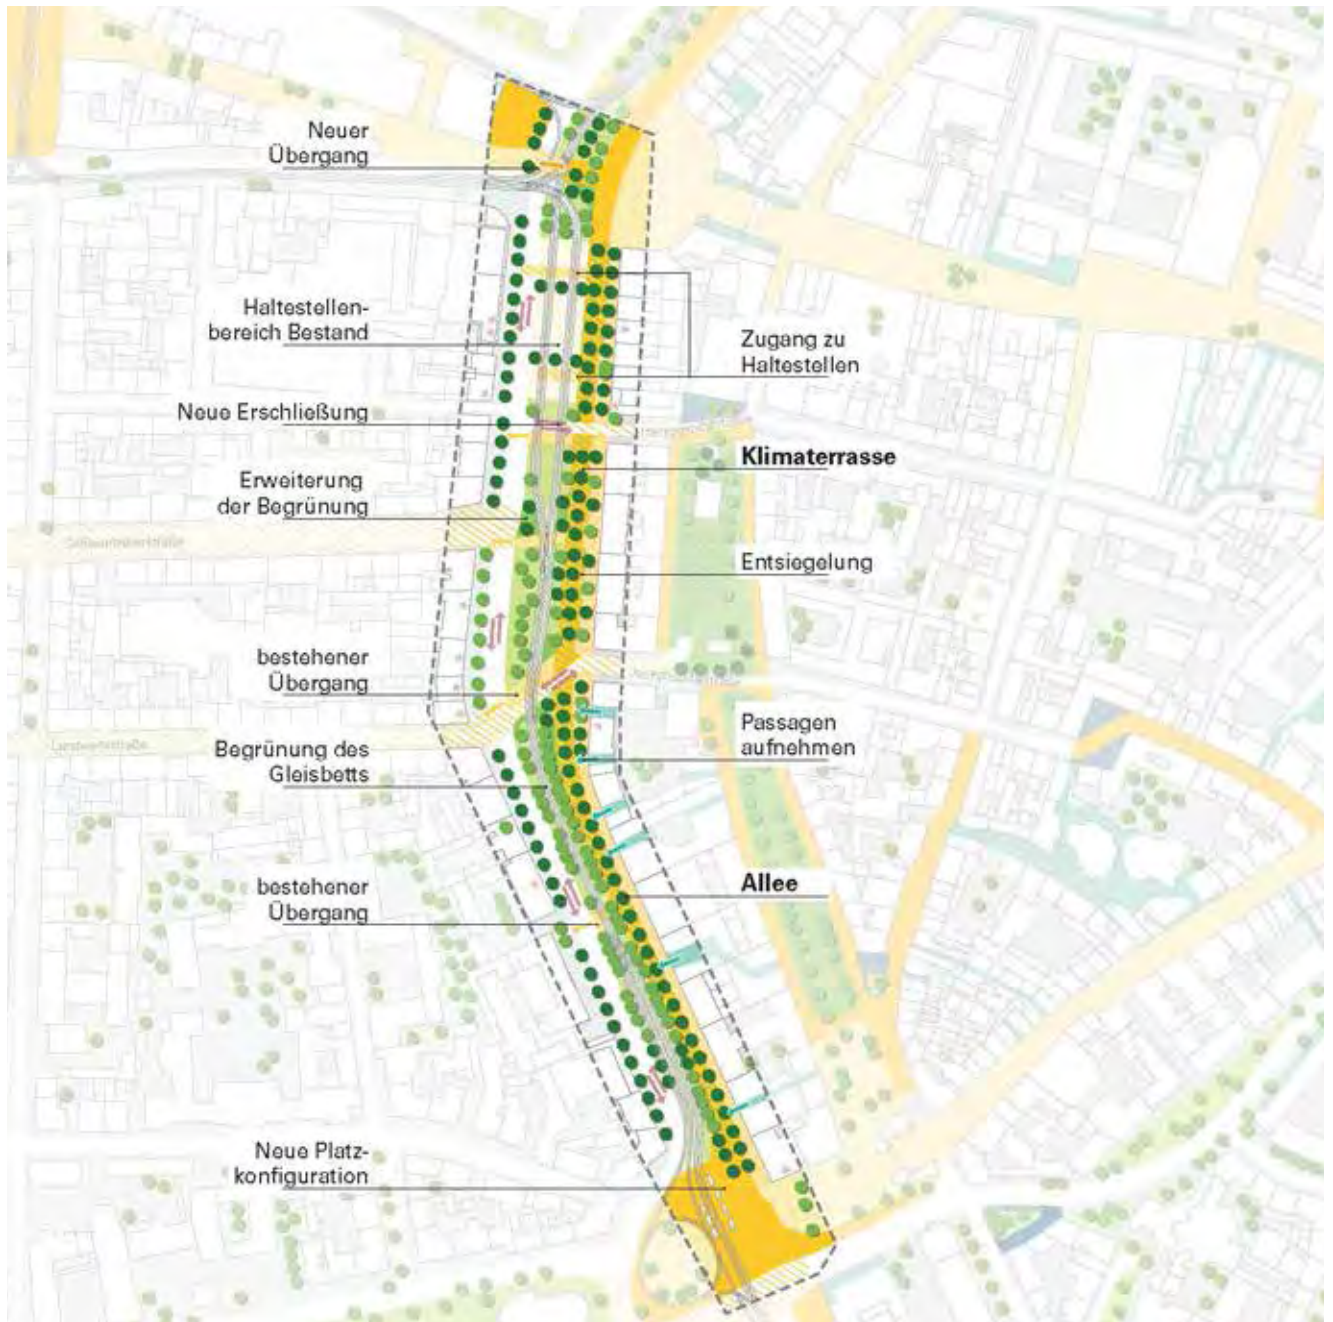 Neuer
Übergang
Haltestellen-
bereich Bestand
Zugang zu
Haltestellen
Neue Erschließung
Klimaterrasse
Erweiterung
der Begrünung
Entsiegelung
bestehener
Übergang
Landwehrstraße
Passagen
aufnehmen
Begrünung des
Gleisbetts
bestehener
Übergang
Allee
Neue Platz-
konfiguration